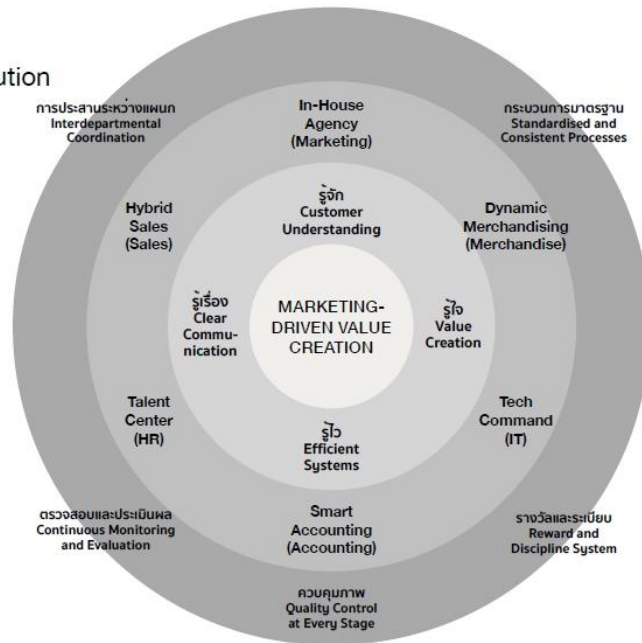 ution
การประสานระหว่างแผนก
Interdepartmental
Coordination
In-House
Agency
(Marketing)
กระบวนการมาตรฐาน
Standardised and
Consistent Processes
Hybrid
Sales
(Sales)
รู้จัก
Customer
Understanding
Dynamic
Merchandising
(Merchandise)
รู้เรื่อง
Clear
Commu-
nication
MARKETING-
DRIVEN VALUE
CREATION
รู้ใจ
Value
Creation
Talent
Center
(HR)
รู้ไว
Efficient
Systems
Tech
Command
(IT)
ตรวจสอบและประเมินผล
Continuous Monitoring
and Evaluation
Smart
Accounting
(Accounting)
รางวัลและระเบียบ
Reward and
Discipline System
ควบคุมภาพ
Quality Control
at Every Stage